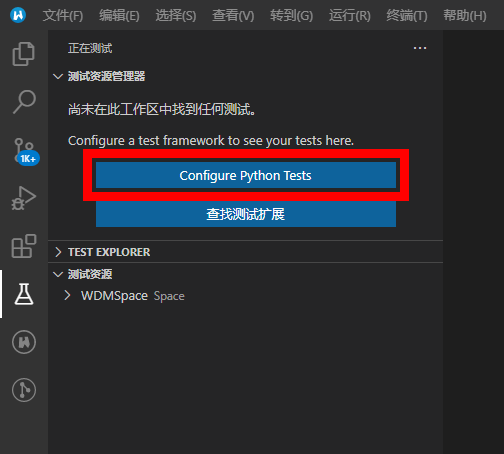 文件(F) 编辑(E) 选择(S) 查看(V) 转到(G) 运行(R) 终端(T) 帮助(H)
正在测试
测试资源管理器
尚未在此工作区中找到任何测试。
Configure a test framework to see your tests here.
Configure Python Tests
查找测试扩展
TEST EXPLORER
测试资源
WDMSpace Space
1K+